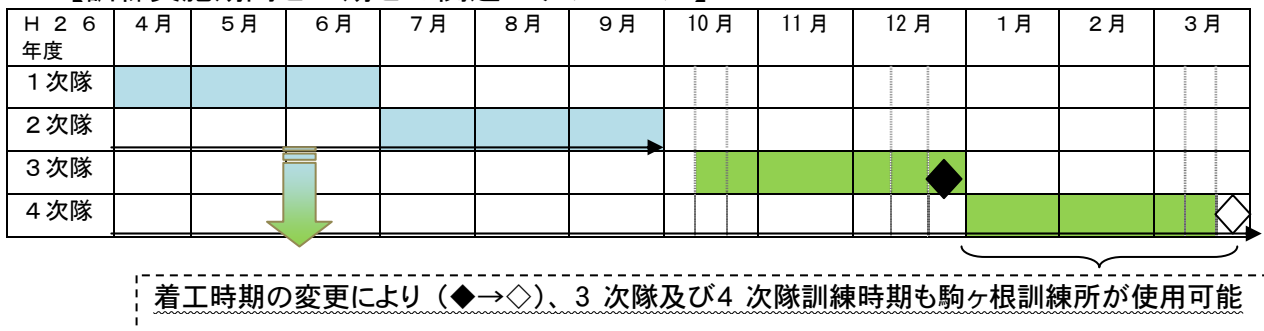 Ｈ２６年度 4月 5月 6月 7月 8月 9月 10月 11月 12月 1月 2月 3月
1次隊
2次隊
3次隊
4次隊
着工時期の変更により（◆→◇）、3 次隊及び4 次隊訓練時期も駒ヶ根訓練所が使用可能